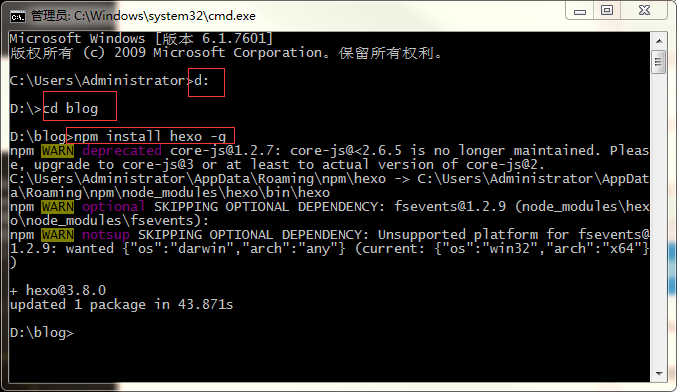 管理员: C:\Windows\system32\cmd.exe
Microsoft Windows [版本 6.1.7601]
版权所有 (c) 2009 Microsoft Corporation。保留所有权利。
C:\Users\Administrator>d:
D:\>cd blog
D:\blog>npm install hexo -g
npm WARN deprecated core-js@1.2.7: core-js@<2.6.5 is no longer maintained. Pleas
e, upgrade to core-js@3 or at least to actual version of core-js@2.
C:\Users\Administrator\AppData\Roaming\npm\hexo -> C:\Users\Administrator\AppDat
a\Roaming\npm\node_modules\hexo\bin\hexo
npm WARN optional SKIPPING OPTIONAL DEPENDENCY: fsevents@1.2.9 (node_modules\hex
o\node_modules\fsevents):
npm WARN notsup SKIPPING OPTIONAL DEPENDENCY: Unsupported platform for fsevents@
1.2.9: wanted {"os":"darwin","arch":"any"} (current: {"os":"win32","arch":"x64"}
)
+ hexo@3.8.0
updated 1 package in 43.871s
D:\blog>